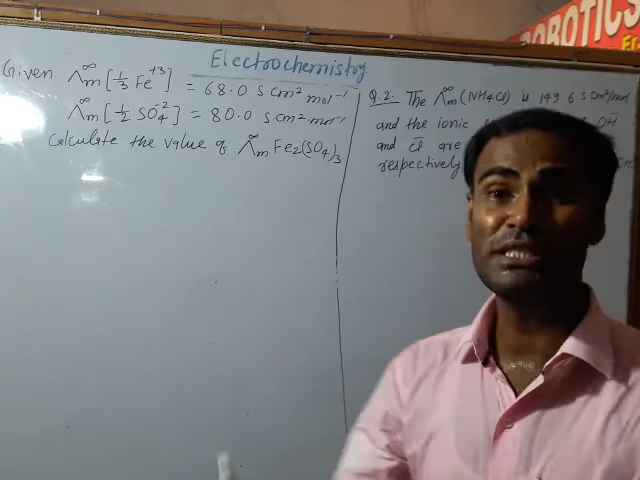 Electrochemistry
Given Λ∞m [1/3 Fe+3] = 68.0 S cm² mol⁻¹
Λ∞m [1/2 SO4⁻²] = 80.0 S.cm².mol⁻¹
Calculate the value of Λ∞m Fe2(SO4)3
Q.2. The Λ∞m (NH4Cl) is 149.6 S cm²/mol
and the ionic OH
and Cl are
respectively
ROBOTICS